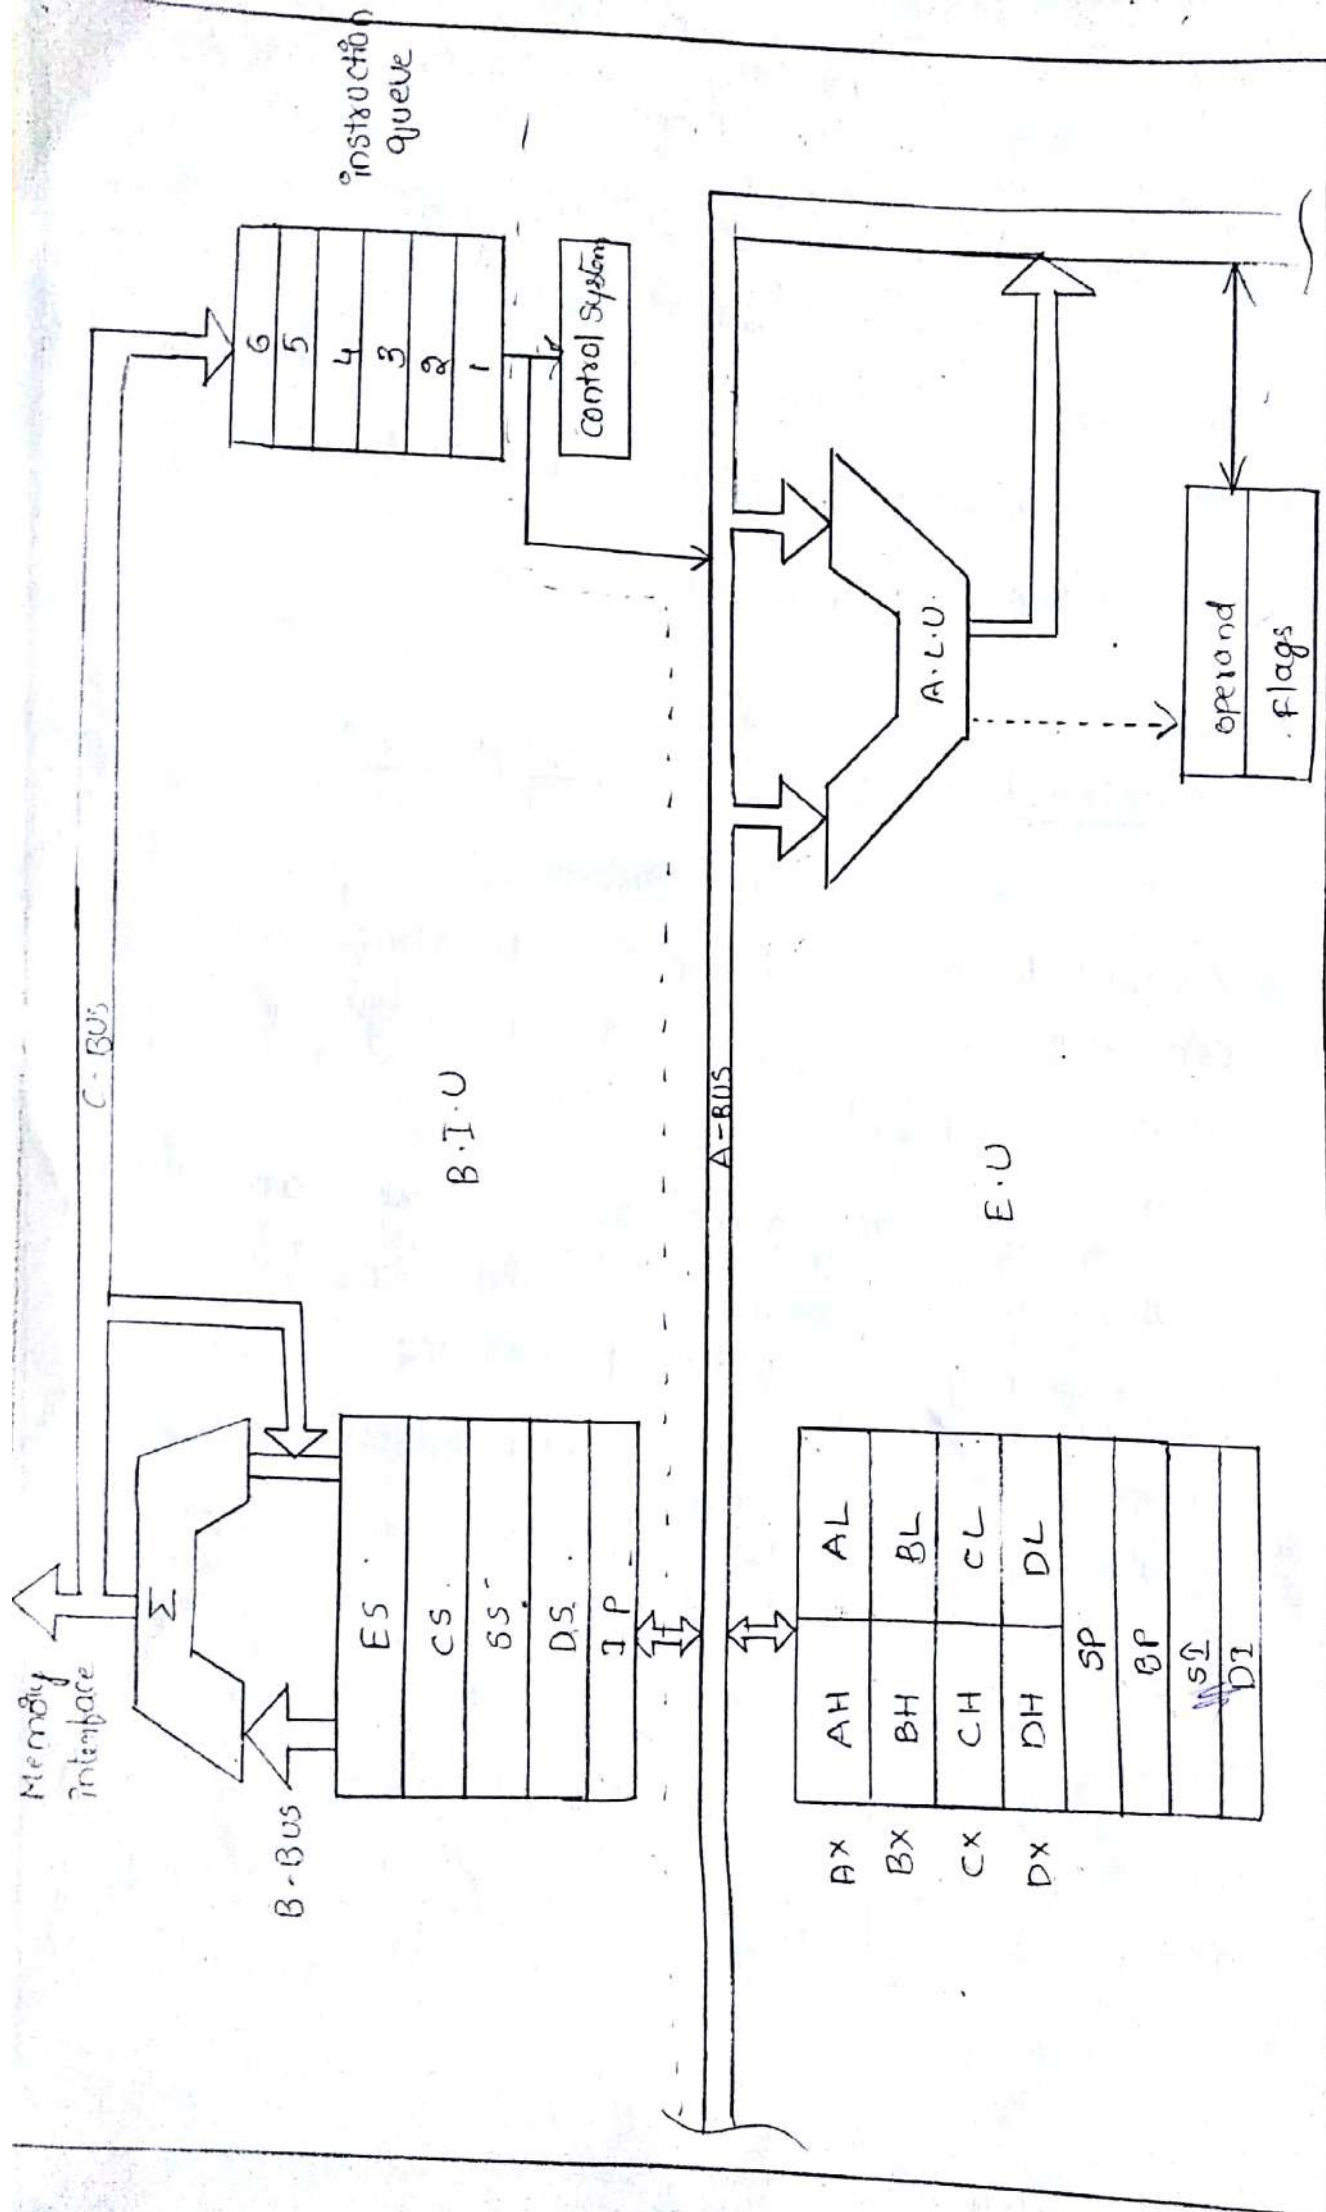 Memory
interface
C-BUS
Σ
B-BUS
ES
CS
SS
DS
IP
B.I.U
6
5
4
3
2
1
instruction
queue
Control System
A-BUS
E.U
AX AH AL
BX BH BL
CX CH CL
DX DH DL
SP
BP
SI
DI
A.L.U.
operand
Flags